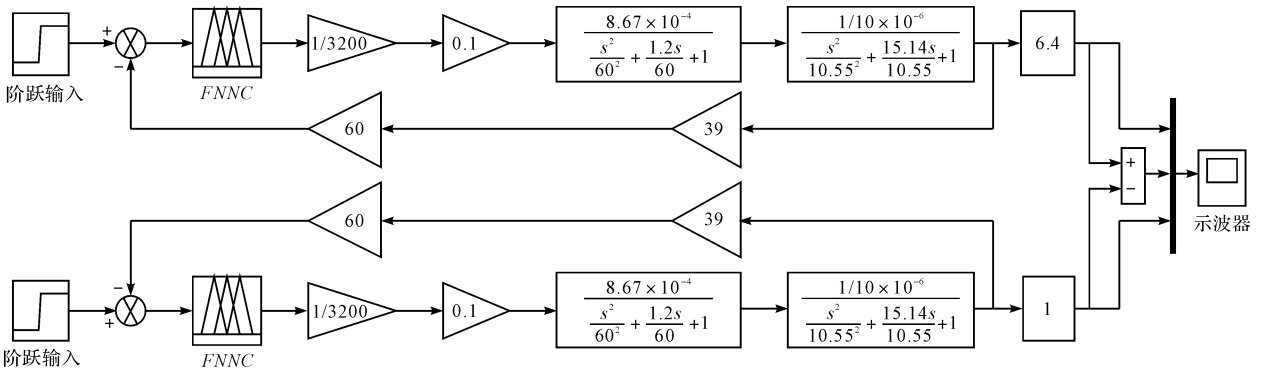 +
−
阶跃输入
FNNC
1/3200
0.1
8.67×10⁻⁴
s²/60² + 1.2s/60 +1
1/10×10⁻⁶
s²/10.55² + 15.14s/10.55 +1
6.4
60
39
+
−
示波器
60
39
−
+
阶跃输入
FNNC
1/3200
0.1
8.67×10⁻⁴
s²/60² + 1.2s/60 +1
1/10×10⁻⁶
s²/10.55² + 15.14s/10.55 +1
1